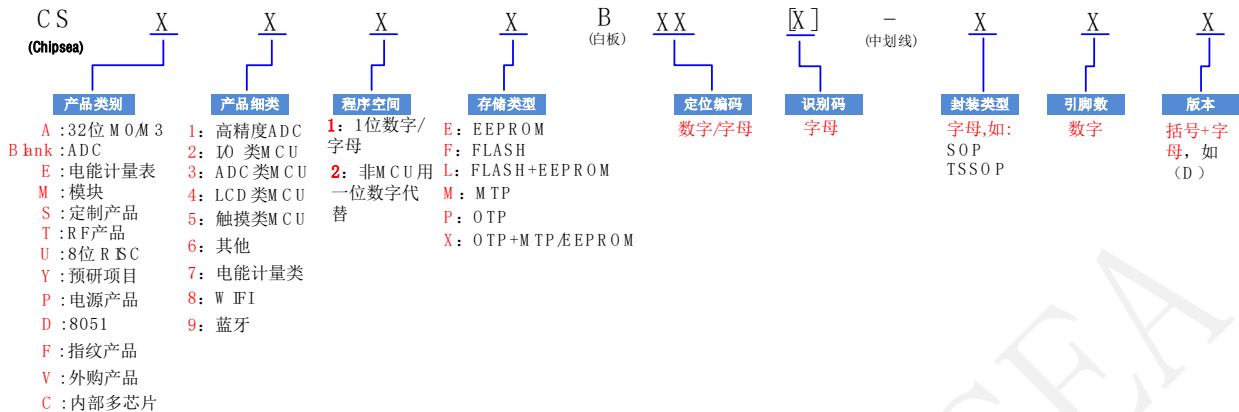 CS X X X X B XX [X] - X X X
(Chipsea) (白板) (中划线)
产品类别
A:32位M0/M3
Blank:ADC
E:电能计量表
M:模块
S:定制产品
T:RF产品
U:8位RISC
Y:预研项目
P:电源产品
D:8051
F:指纹产品
V:外购产品
C:内部多芯片
产品细类
1:高精度ADC
2:I/O类MCU
3:ADC类MCU
4:LCD类MCU
5:触摸类MCU
6:其他
7:电能计量类
8:WIFI
9:蓝牙
程序空间
1:1位数字/
字母
2:非MCU用
一位数字代
替
存储类型
E:EEPROM
F:FLASH
L:FLASH+EEPROM
M:MTP
P:OTP
X:OTP+MTP/EEPROM
定位编码
数字/字母
识别码
字母
封装类型
字母,如:
SOP
TSSOP
引脚数
数字
版本
括号+字
母，如
（D）
SEA